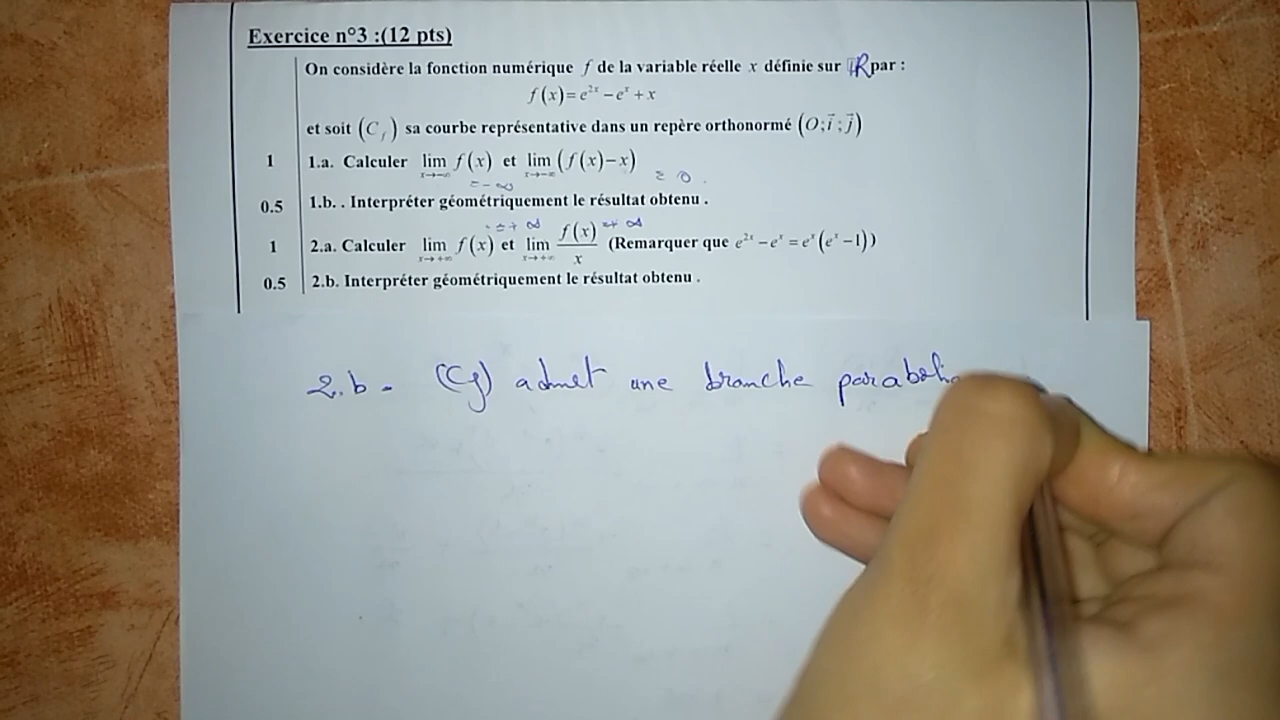 Exercice n°3 :(12 pts)
On considère la fonction numérique f de la variable réelle x définie sur ℝ par :
f(x)=e^{2x}−e^{x}+x
et soit (C_f) sa courbe représentative dans un repère orthonormé (O;i⃗;j⃗)
1 1.a. Calculer lim_{x→−∞} f(x) et lim_{x→−∞} (f(x)−x)
= −∞ = 0
0.5 1.b. . Interpréter géométriquement le résultat obtenu .
= + ∞ = + ∞
1 2.a. Calculer lim_{x→+∞} f(x) et lim_{x→+∞} f(x)/x (Remarquer que e^{2x}−e^{x}=e^{x}(e^{x}−1))
0.5 2.b. Interpréter géométriquement le résultat obtenu .
2.b - (Cf) admet une branche paraboli